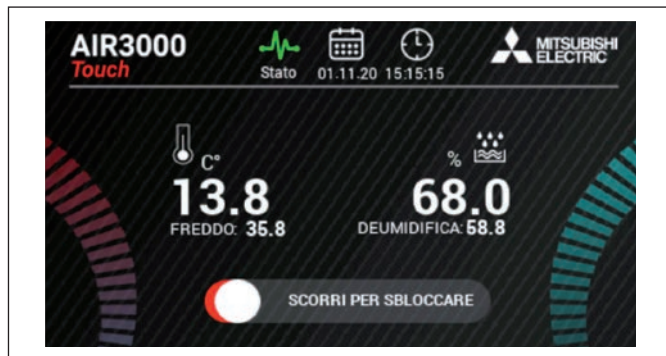 AIR3000
Touch
Stato
01.11.20 15:15:15
MITSUBISHI
ELECTRIC
C°
13.8
FREDDO: 35.8
%
68.0
DEUMIDIFICA: 58.8
SCORRI PER SBLOCCARE